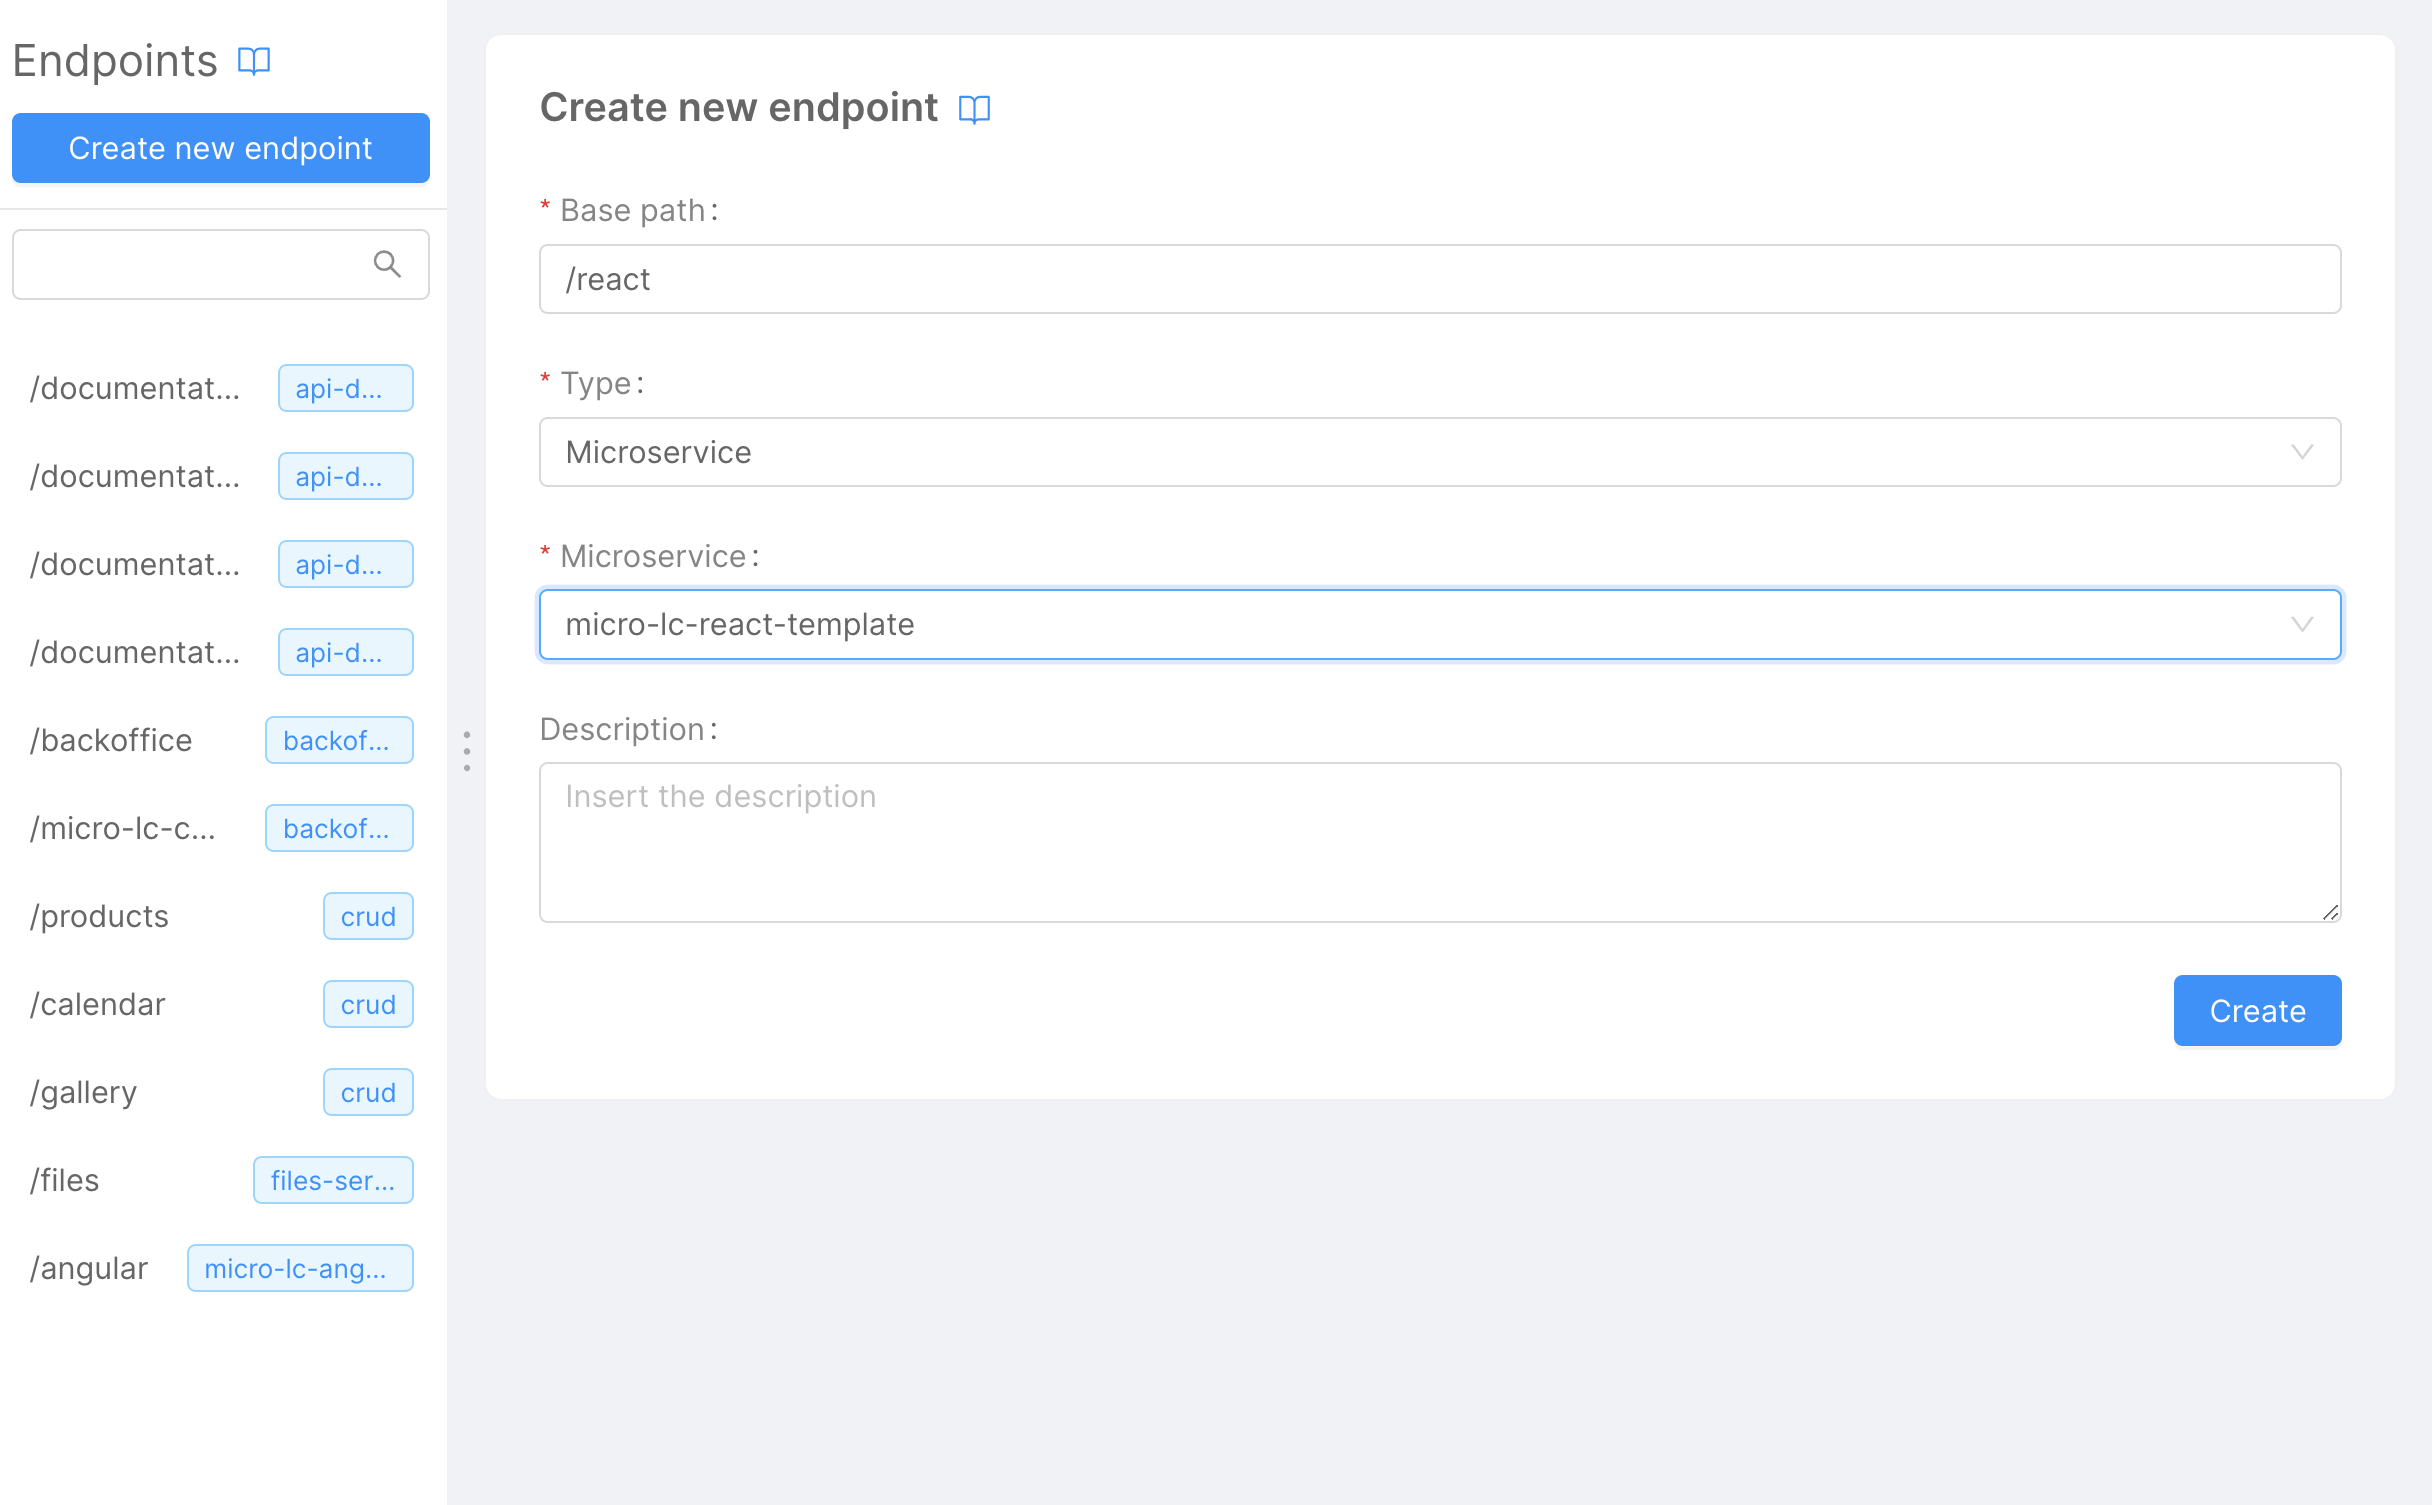 Endpoints
Create new endpoint
/documentat... api-d...
/documentat... api-d...
/documentat... api-d...
/documentat... api-d...
/backoffice backof...
/micro-lc-c... backof...
/products crud
/calendar crud
/gallery crud
/files files-ser...
/angular micro-lc-ang...
Create new endpoint
* Base path:
/react
* Type:
Microservice
* Microservice:
micro-lc-react-template
Description:
Insert the description
Create